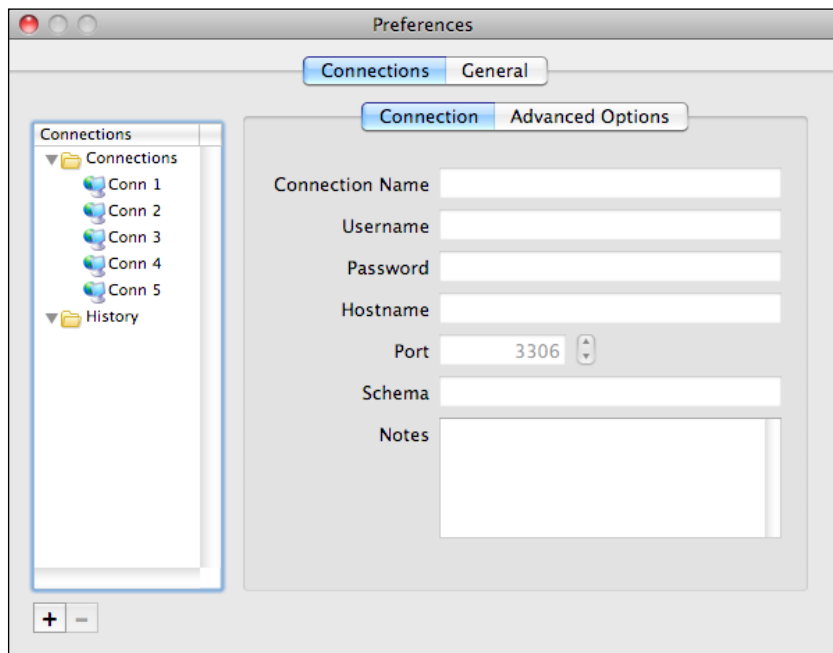 Preferences
Connections General
Connection Advanced Options
Connections
Connections
Conn 1
Conn 2
Conn 3
Conn 4
Conn 5
History
Connection Name
Username
Password
Hostname
Port 3306
Schema
Notes
+ −